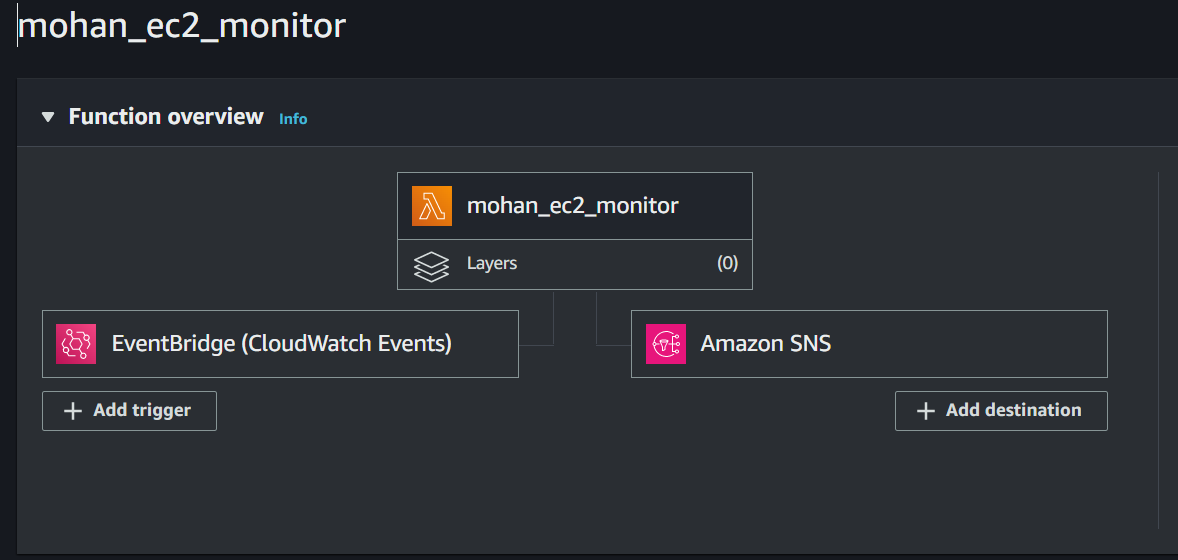 mohan_ec2_monitor
Function overview Info
mohan_ec2_monitor
Layers (0)
EventBridge (CloudWatch Events)
Amazon SNS
Add trigger
Add destination